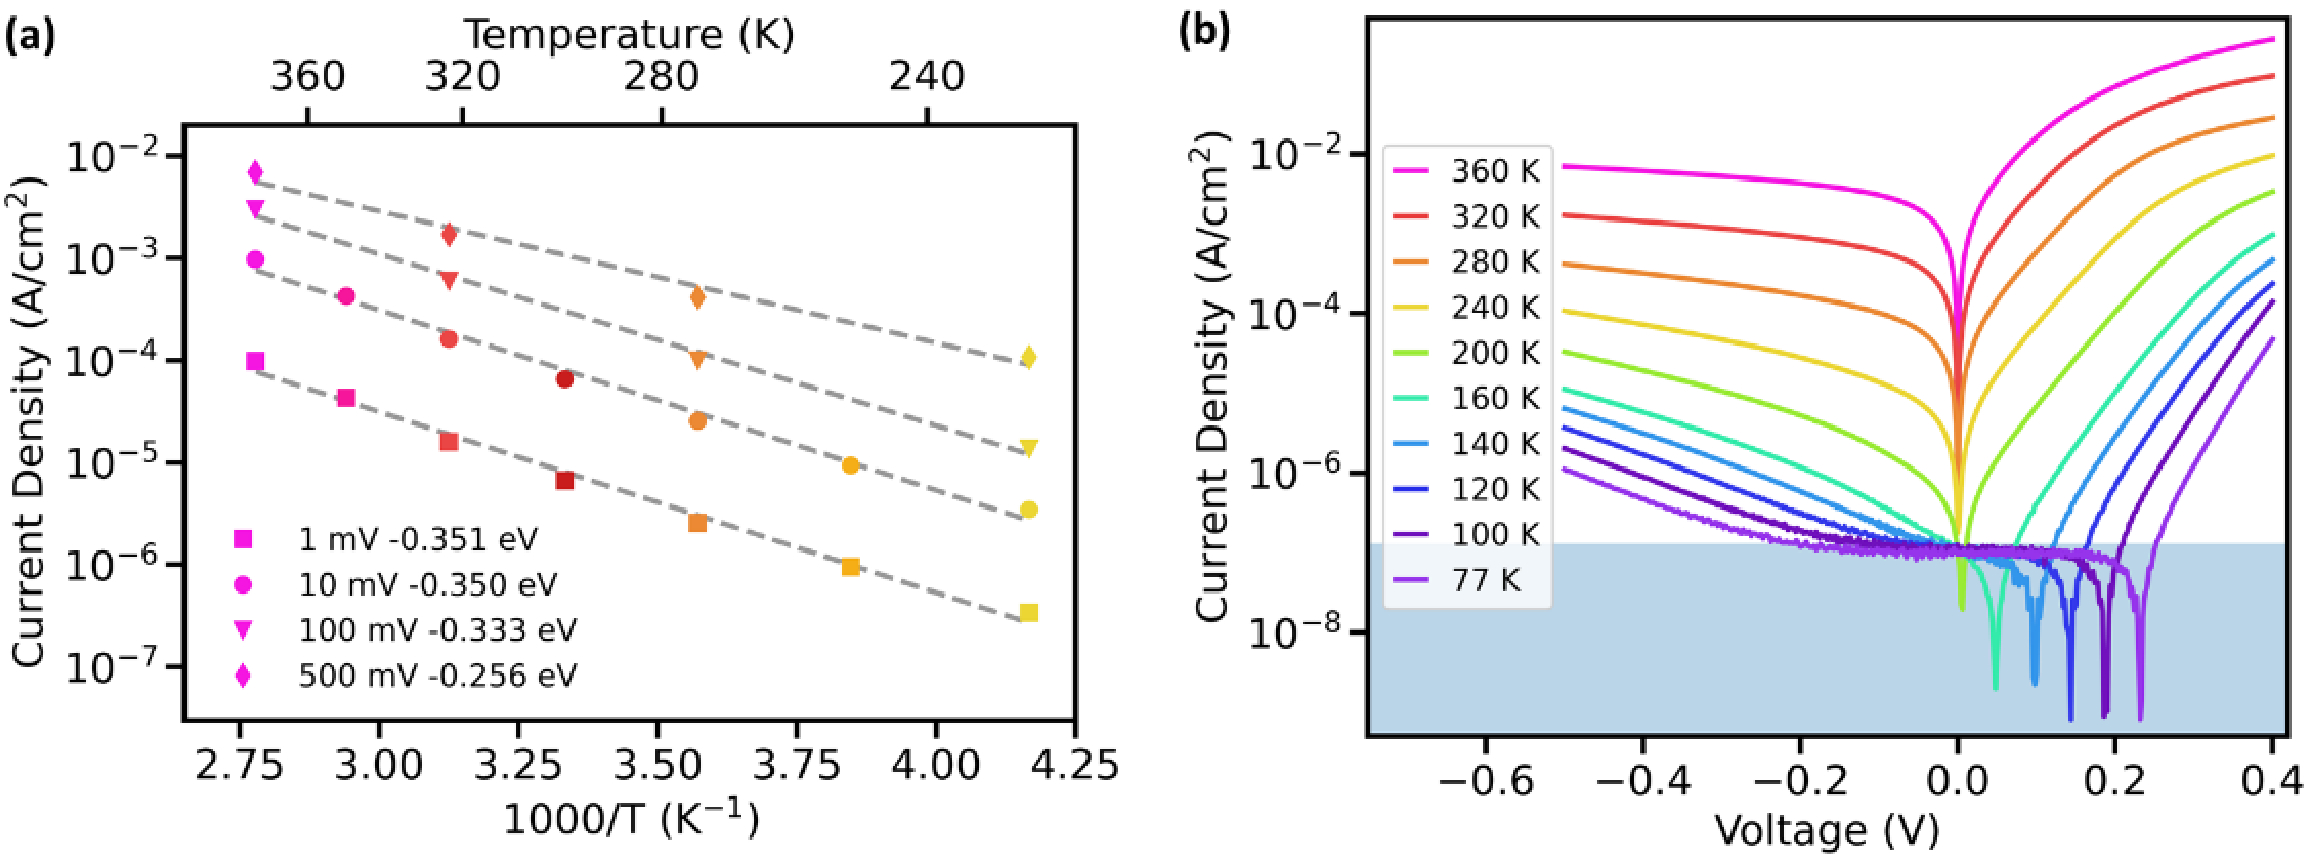 (a)
Temperature (K)
360 320 280 240
Current Density (A/cm²)
10⁻²
10⁻³
10⁻⁴
10⁻⁵
10⁻⁶
10⁻⁷
1 mV -0.351 eV
10 mV -0.350 eV
100 mV -0.333 eV
500 mV -0.256 eV
2.75 3.00 3.25 3.50 3.75 4.00 4.25
1000/T (K⁻¹)
(b)
Current Density (A/cm²)
10⁻²
10⁻⁴
10⁻⁶
10⁻⁸
360 K
320 K
280 K
240 K
200 K
160 K
140 K
120 K
100 K
77 K
−0.6 −0.4 −0.2 0.0 0.2 0.4
Voltage (V)